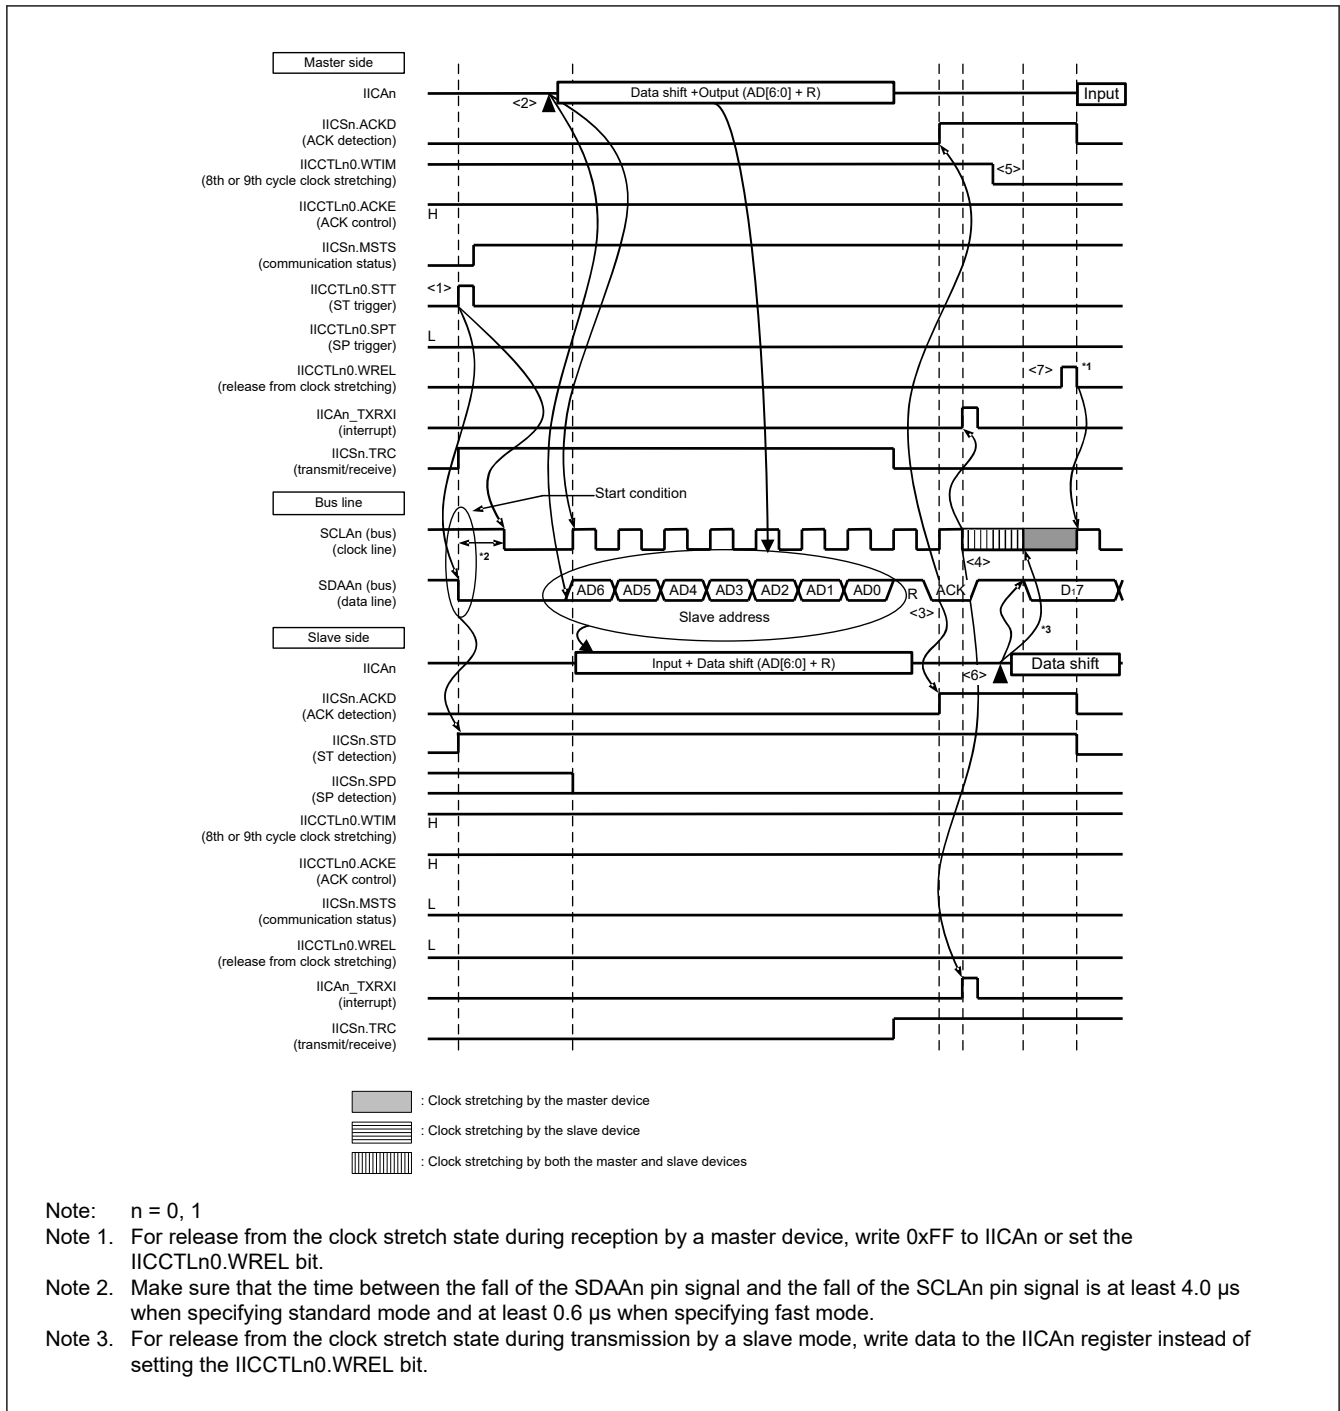 Master side
IICAn
<2>
Data shift +Output (AD[6:0] + R)
Input
IICSn.ACKD
(ACK detection)
IICCTLn0.WTIM
(8th or 9th cycle clock stretching)
<5>
IICCTLn0.ACKE
(ACK control)
H
IICSn.MSTS
(communication status)
IICCTLn0.STT
(ST trigger)
<1>
IICCTLn0.SPT
(SP trigger)
L
IICCTLn0.WREL
(release from clock stretching)
<7>
*1
IICAn_TXRXI
(interrupt)
IICSn.TRC
(transmit/receive)
Bus line
Start condition
SCLAn (bus)
(clock line)
*2
<4>
SDAAn (bus)
(data line)
AD6 AD5 AD4 AD3 AD2 AD1 AD0 R ACK D17
<3>
Slave address
*3
Slave side
IICAn
Input + Data shift (AD[6:0] + R)
<6>
Data shift
IICSn.ACKD
(ACK detection)
IICSn.STD
(ST detection)
IICSn.SPD
(SP detection)
IICCTLn0.WTIM
(8th or 9th cycle clock stretching)
H
IICCTLn0.ACKE
(ACK control)
H
IICSn.MSTS
(communication status)
L
IICCTLn0.WREL
(release from clock stretching)
L
IICAn_TXRXI
(interrupt)
IICSn.TRC
(transmit/receive)
: Clock stretching by the master device
: Clock stretching by the slave device
: Clock stretching by both the master and slave devices
Note: n = 0, 1
Note 1. For release from the clock stretch state during reception by a master device, write 0xFF to IICAn or set the
IICCTLn0.WREL bit.
Note 2. Make sure that the time between the fall of the SDAAn pin signal and the fall of the SCLAn pin signal is at least 4.0 μs
when specifying standard mode and at least 0.6 μs when specifying fast mode.
Note 3. For release from the clock stretch state during transmission by a slave mode, write data to the IICAn register instead of
setting the IICCTLn0.WREL bit.